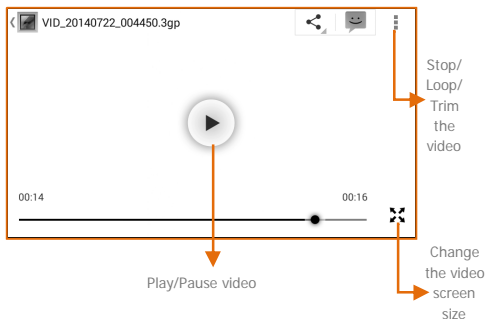 VID_20140722_004450.3gp
Stop/
Loop/
Trim
the
video
00:14
00:16
Play/Pause video
Change
the video
screen
size